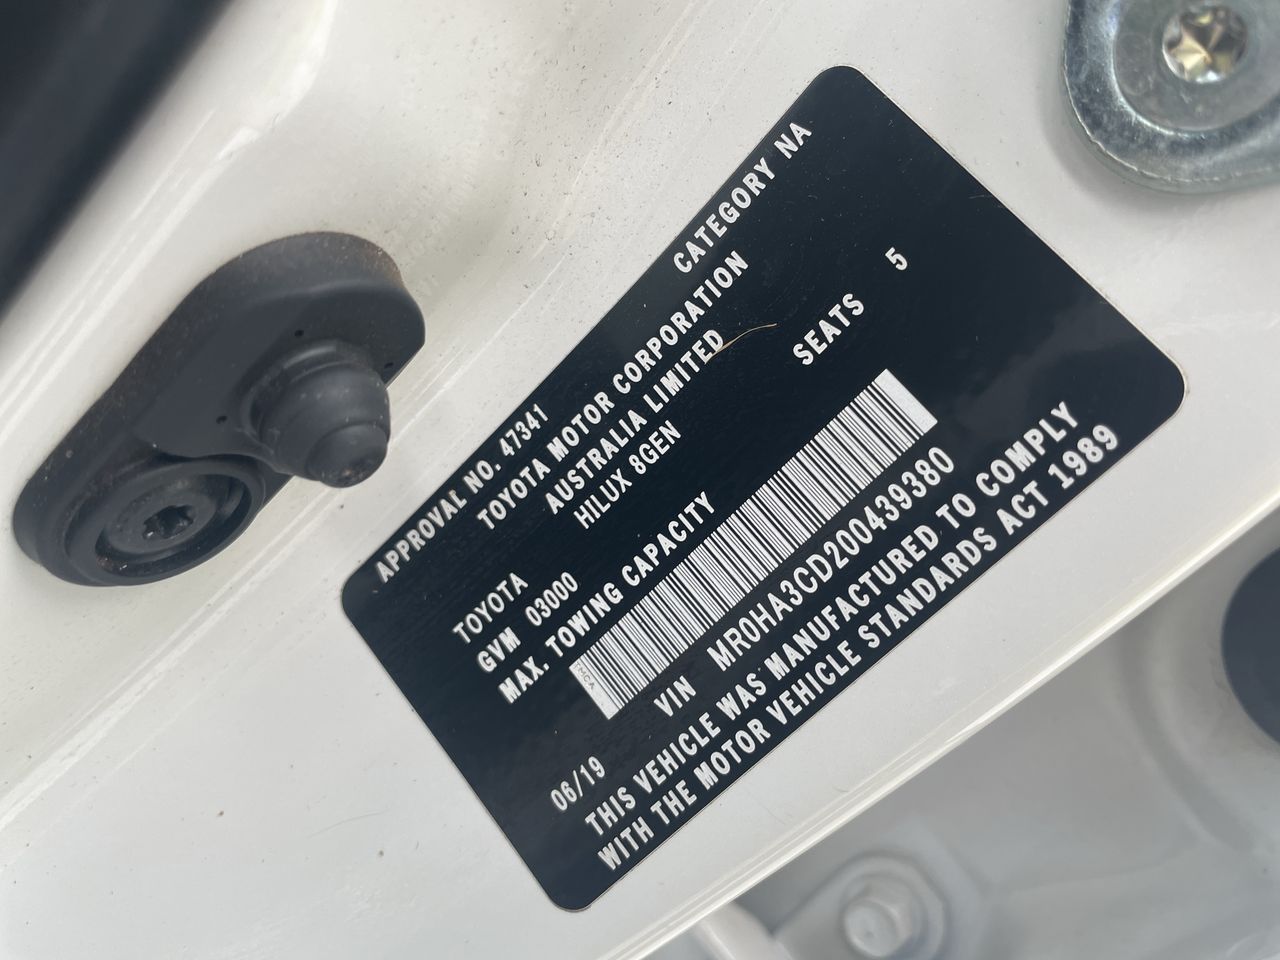 APPROVAL NO. 47341 CATEGORY NA
TOYOTA MOTOR CORPORATION
AUSTRALIA LIMITED
TOYOTA HILUX 8GEN
GVM 03000 SEATS 5
MAX. TOWING CAPACITY
TMCA
VIN MR0HA3CD200439380
06/19
THIS VEHICLE WAS MANUFACTURED TO COMPLY
WITH THE MOTOR VEHICLE STANDARDS ACT 1989